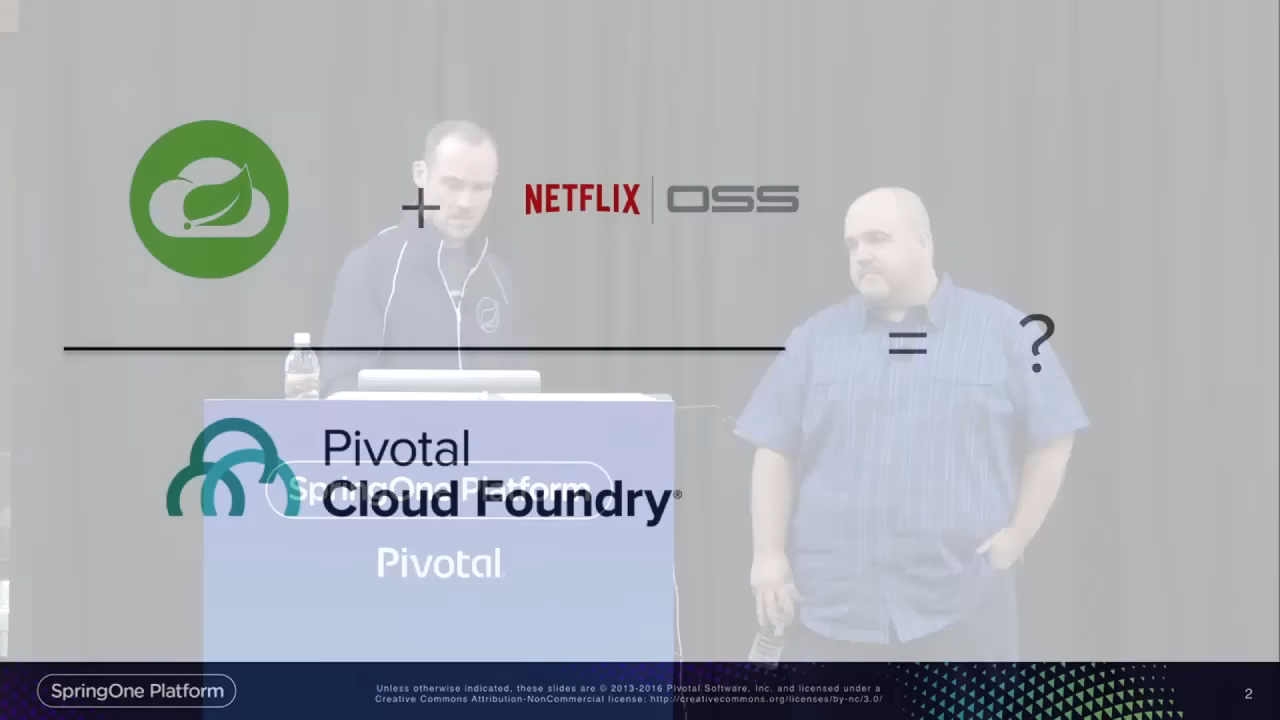 +
NETFLIX | OSS
= ?
Pivotal
Cloud Foundry®
SpringOne Platform
Pivotal
SpringOne Platform
Unless otherwise indicated, these slides are © 2013-2016 Pivotal Software, Inc. and licensed under a
Creative Commons Attribution-NonCommercial license: http://creativecommons.org/licenses/by-nc/3.0/
2